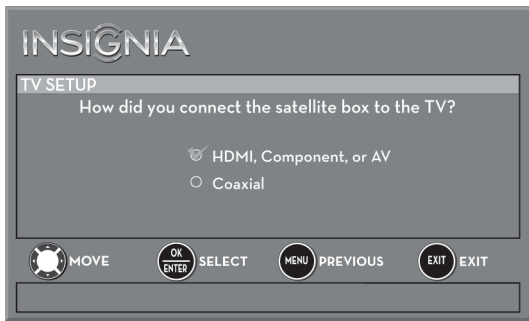 INSIGNIA
TV SETUP
How did you connect the satellite box to the TV?
HDMI, Component, or AV
Coaxial
MOVE OK ENTER SELECT MENU PREVIOUS EXIT EXIT